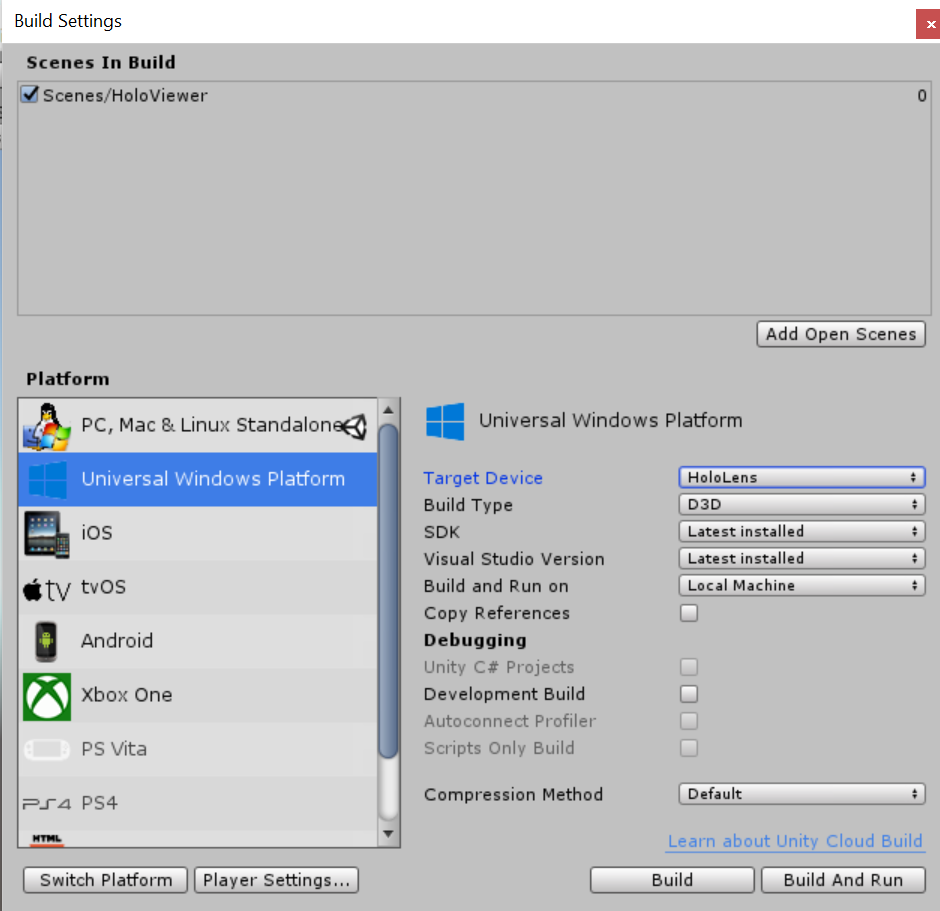 Build Settings
Scenes In Build
Scenes/HoloViewer 0
Add Open Scenes
Platform
PC, Mac & Linux Standalone
Universal Windows Platform
iOS
tv tvOS
Android
Xbox One
PS Vita
PS4 PS4
HTML
Universal Windows Platform
Target Device HoloLens
Build Type D3D
SDK Latest installed
Visual Studio Version Latest installed
Build and Run on Local Machine
Copy References
Debugging
Unity C# Projects
Development Build
Autoconnect Profiler
Scripts Only Build
Compression Method Default
Learn about Unity Cloud Build
Switch Platform Player Settings... Build Build And Run